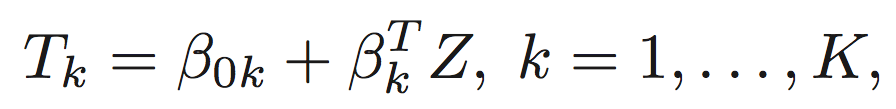 T_k = β_{0k} + β_k^T Z, k = 1, . . . , K,